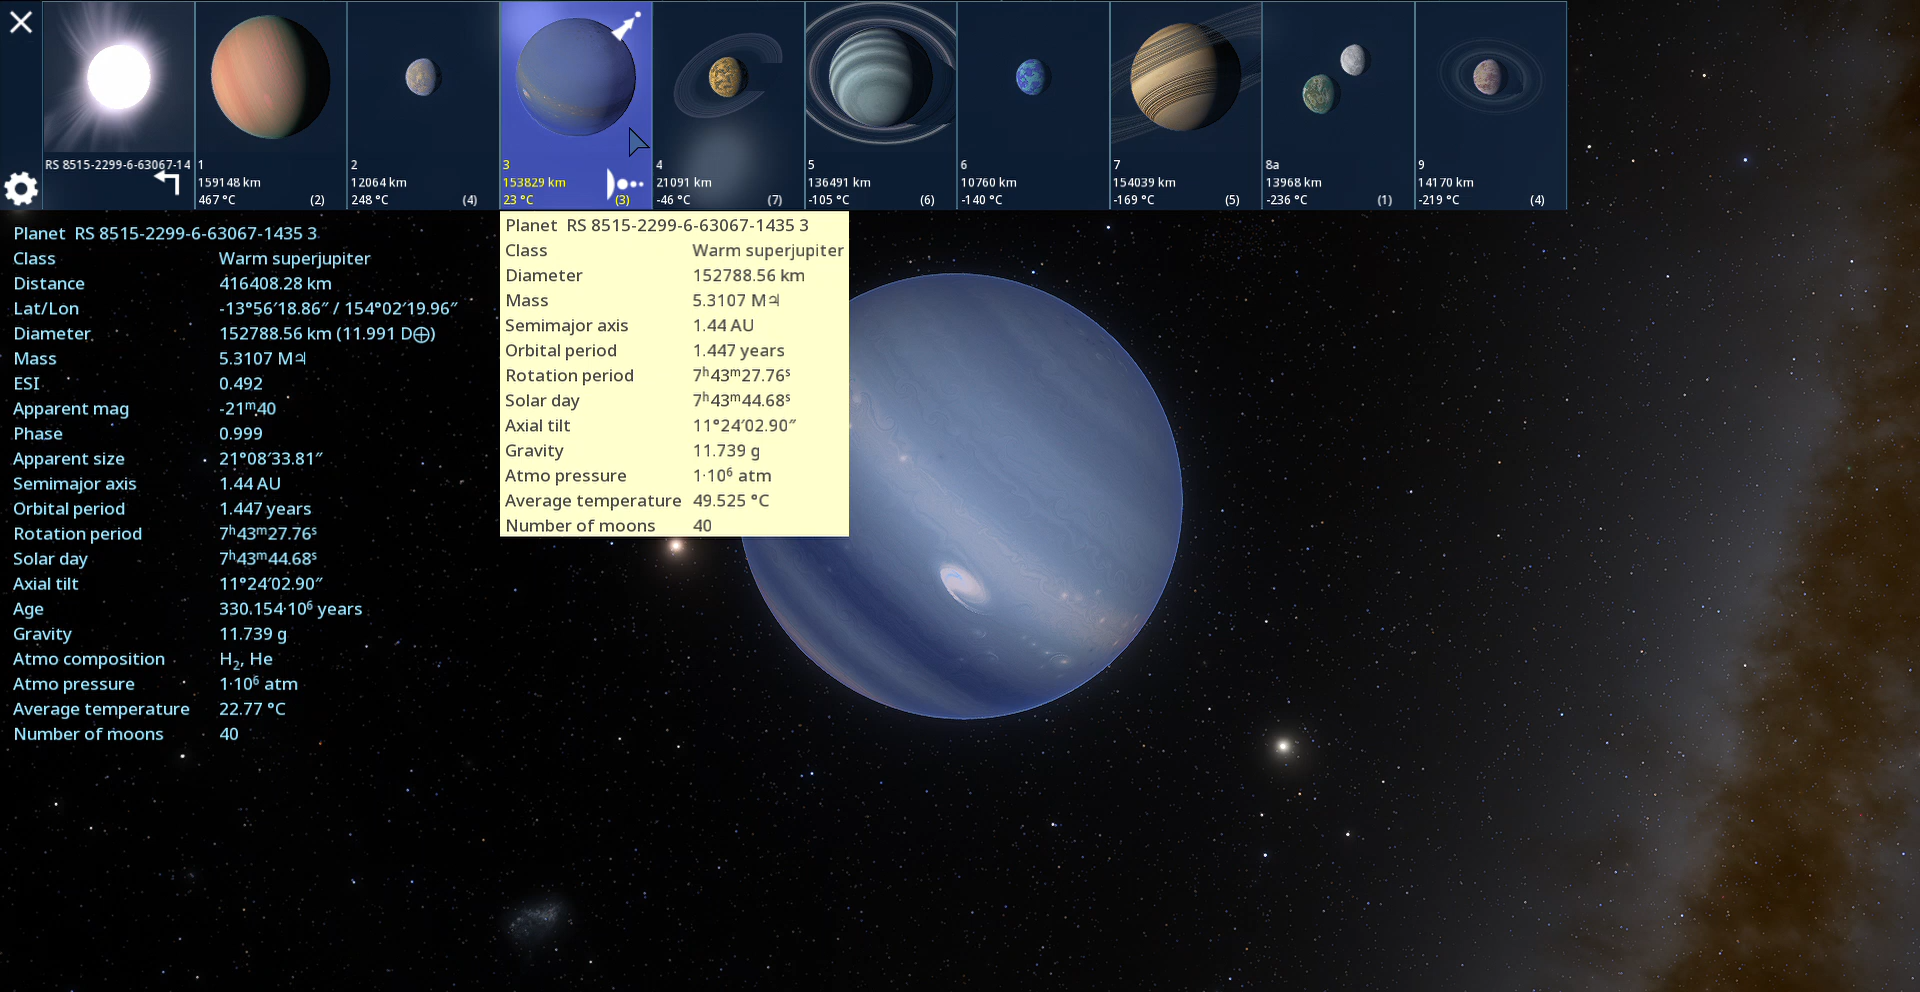 RS 8515-2299-6-63067-14
1
159148 km
467 °C (2)
2
12064 km
248 °C (4)
3
153829 km
23 °C (3)
4
21091 km
-46 °C (7)
5
136491 km
-105 °C (6)
6
10760 km
-140 °C
7
154039 km
-169 °C (5)
8a
13968 km
-236 °C (1)
9
14170 km
-219 °C (4)
Planet RS 8515-2299-6-63067-1435 3
Class Warm superjupiter
Distance 416408.28 km
Lat/Lon -13°56′18.86″ / 154°02′19.96″
Diameter 152788.56 km (11.991 D⊕)
Mass 5.3107 M♃
ESI 0.492
Apparent mag -21ᵐ40
Phase 0.999
Apparent size 21°08′33.81″
Semimajor axis 1.44 AU
Orbital period 1.447 years
Rotation period 7ʰ43ᵐ27.76ˢ
Solar day 7ʰ43ᵐ44.68ˢ
Axial tilt 11°24′02.90″
Age 330.154·10⁶ years
Gravity 11.739 g
Atmo composition H₂, He
Atmo pressure 1·10⁶ atm
Average temperature 22.77 °C
Number of moons 40
Planet RS 8515-2299-6-63067-1435 3
Class Warm superjupiter
Diameter 152788.56 km
Mass 5.3107 M♃
Semimajor axis 1.44 AU
Orbital period 1.447 years
Rotation period 7ʰ43ᵐ27.76ˢ
Solar day 7ʰ43ᵐ44.68ˢ
Axial tilt 11°24′02.90″
Gravity 11.739 g
Atmo pressure 1·10⁶ atm
Average temperature 49.525 °C
Number of moons 40